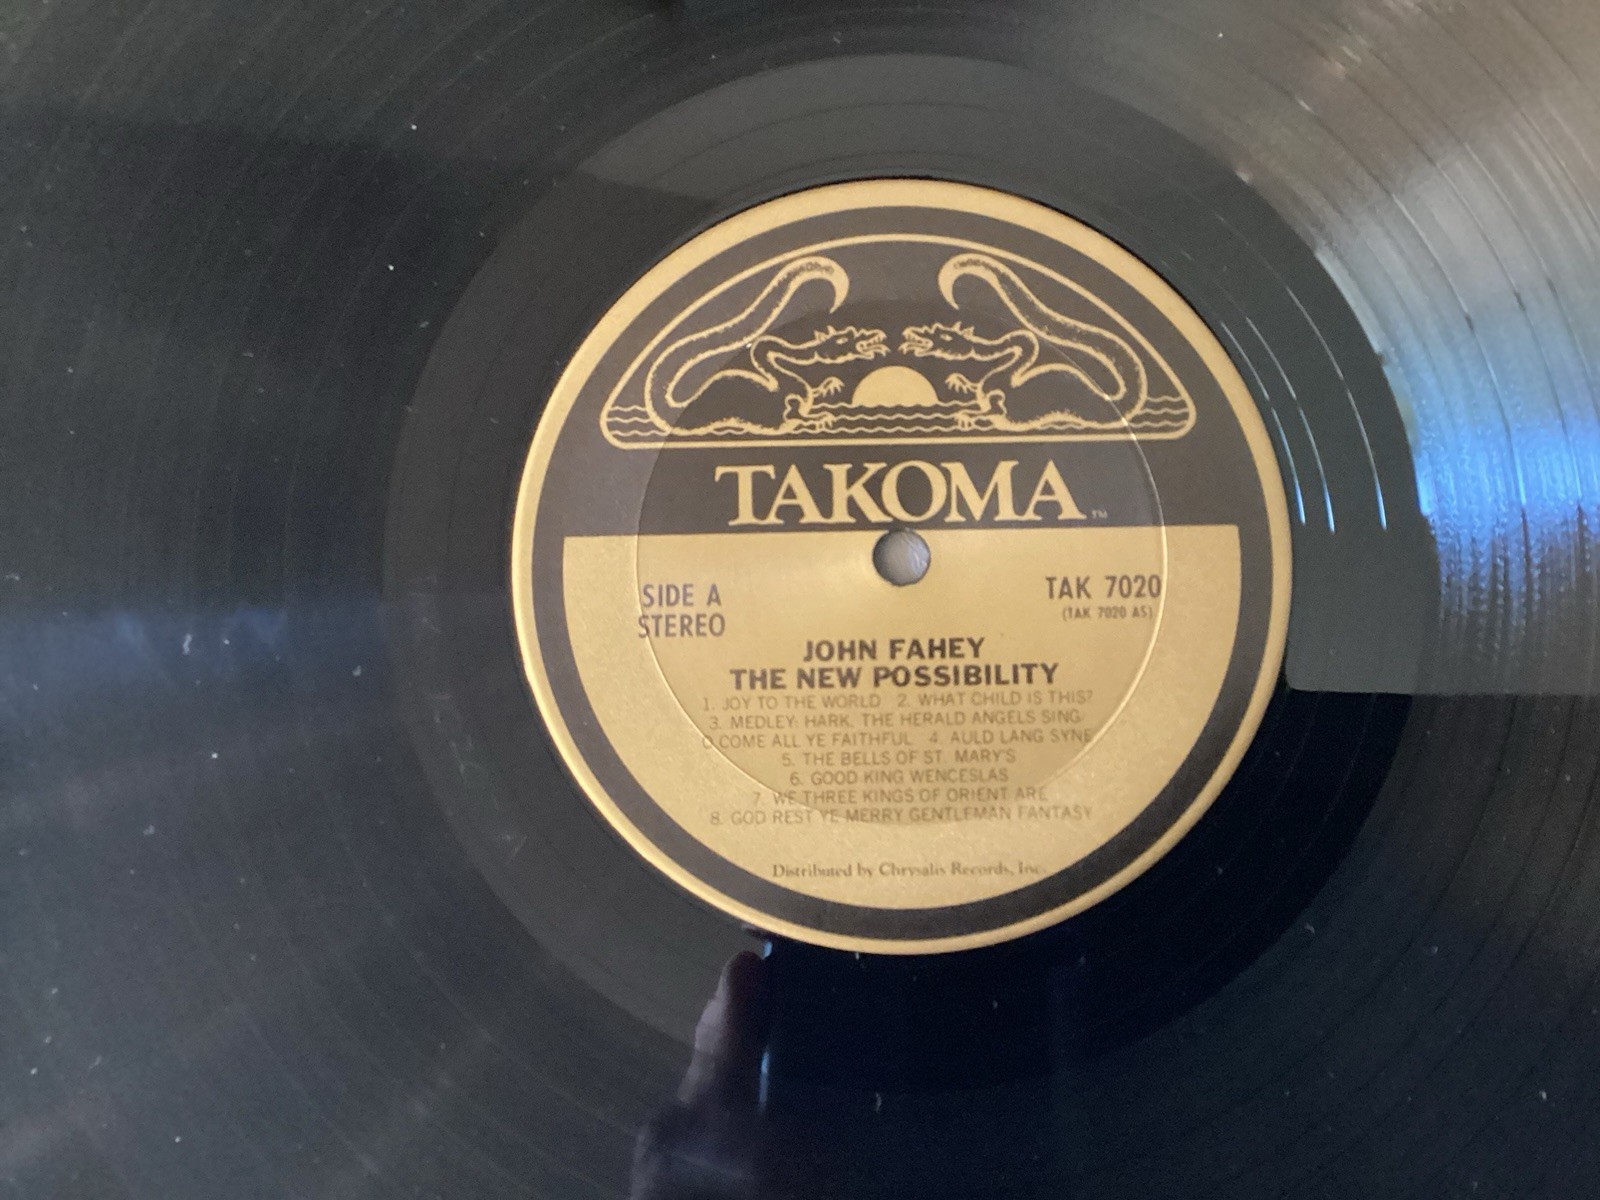 TAKOMA™
SIDE A
STEREO
TAK 7020
(TAK 7020 AS)
JOHN FAHEY
THE NEW POSSIBILITY
1. JOY TO THE WORLD 2. WHAT CHILD IS THIS?
3. MEDLEY: HARK, THE HERALD ANGELS SING/
O COME ALL YE FAITHFUL 4. AULD LANG SYNE
5. THE BELLS OF ST. MARY'S
6. GOOD KING WENCESLAS
7. WE THREE KINGS OF ORIENT ARE
8. GOD REST YE MERRY GENTLEMAN FANTASY
Distributed by Chrysalis Records, Inc.